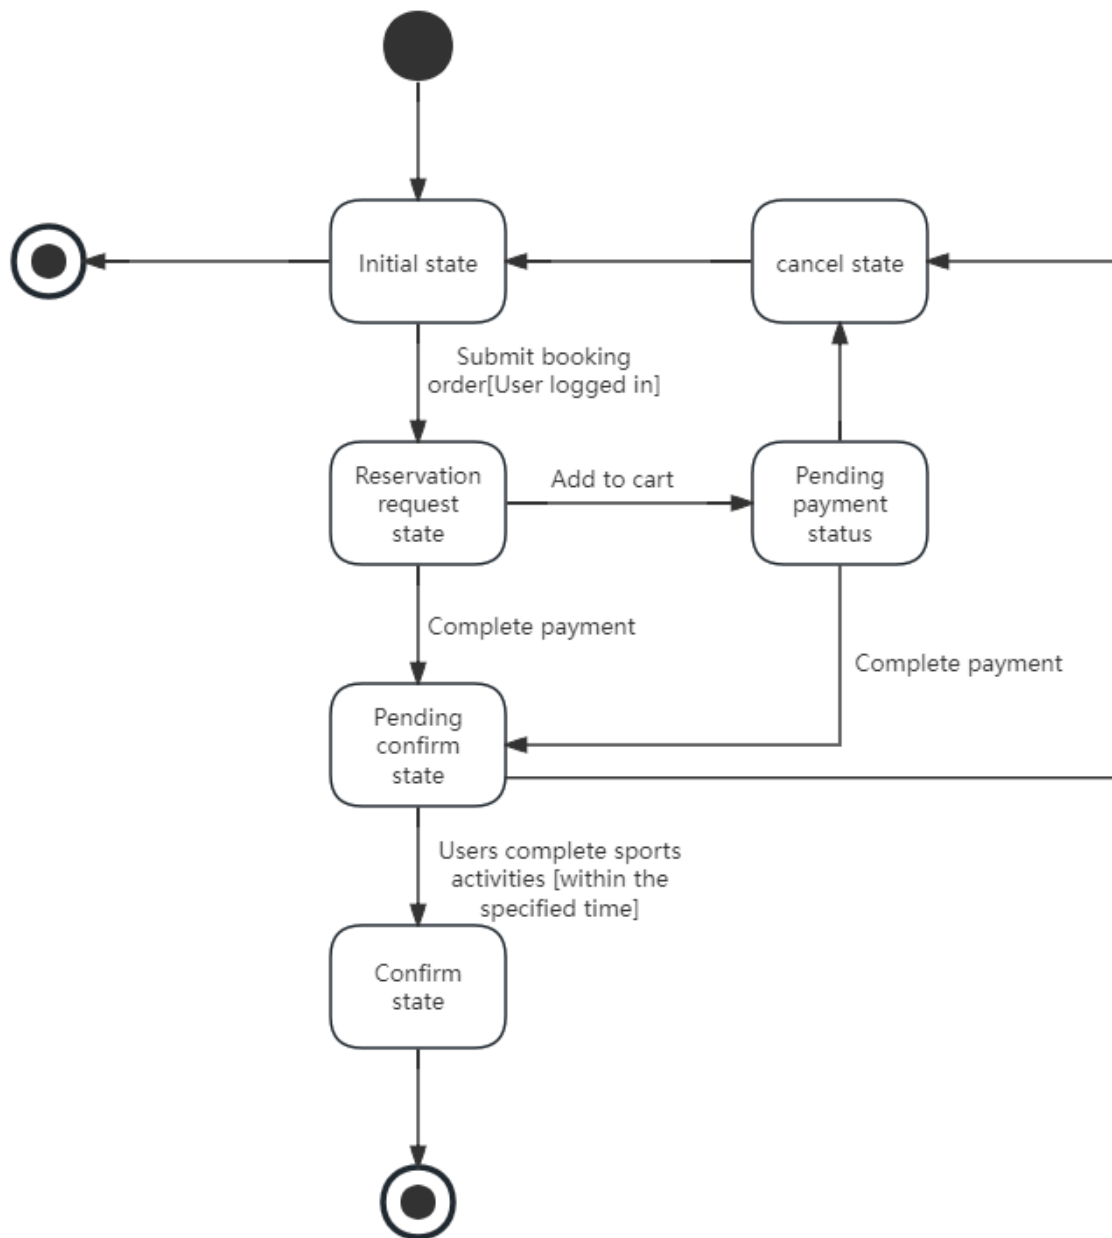 Initial state
cancel state
Submit booking
order[User logged in]
Reservation
request
state
Add to cart
Pending
payment
status
Complete payment
Complete payment
Pending
confirm
state
Users complete sports
activities [within the
specified time]
Confirm
state